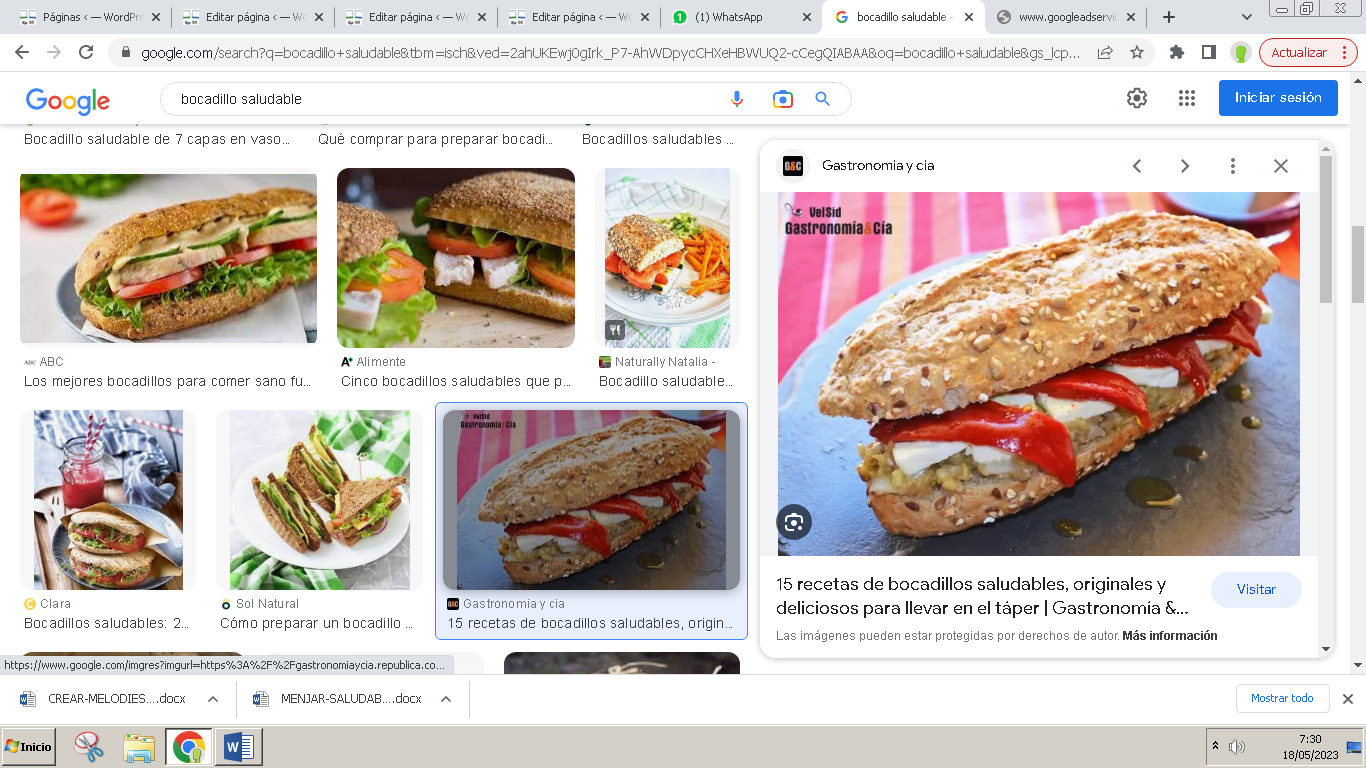 Páginas ‹ — WordPre
Editar página ‹ — Wo
Editar página ‹ — Wo
Editar página ‹ — Wo
(1) WhatsApp
bocadillo saludable -
www.googleadservic
google.com/search?q=bocadillo+saludable&tbm=isch&ved=2ahUKEwj0gIrk_P7-AhWDpycCHXeHBWUQ2-cCegQIABAA&oq=bocadillo+saludable&gs_lcp...
Actualizar
Google
bocadillo saludable
Iniciar sesión
Bocadillo saludable de 7 capas en vaso...
Qué comprar para preparar bocadi...
Bocadillos saludables ...
ABC
Los mejores bocadillos para comer sano fu...
Alimente
Cinco bocadillos saludables que p...
Naturally Natalia -
Bocadillo saludable...
Clara
Bocadillos saludables: 2...
Sol Natural
Cómo preparar un bocadillo ...
VelSid
Gastronomía&Cía
G&C Gastronomia y cia
15 recetas de bocadillos saludables, origin...
G&C Gastronomia y cia
VelSid
Gastronomía&Cía
15 recetas de bocadillos saludables, originales y
deliciosos para llevar en el táper | Gastronomia &...
Visitar
Las imágenes pueden estar protegidas por derechos de autor. Más información
https://www.google.com/imgres?imgurl=https%3A%2F%2Fgastronomiaycia.republica.co...
CREAR-MELODIES....docx
MENJAR-SALUDAB....docx
Mostrar todo
Inicio
7:30
18/05/2023